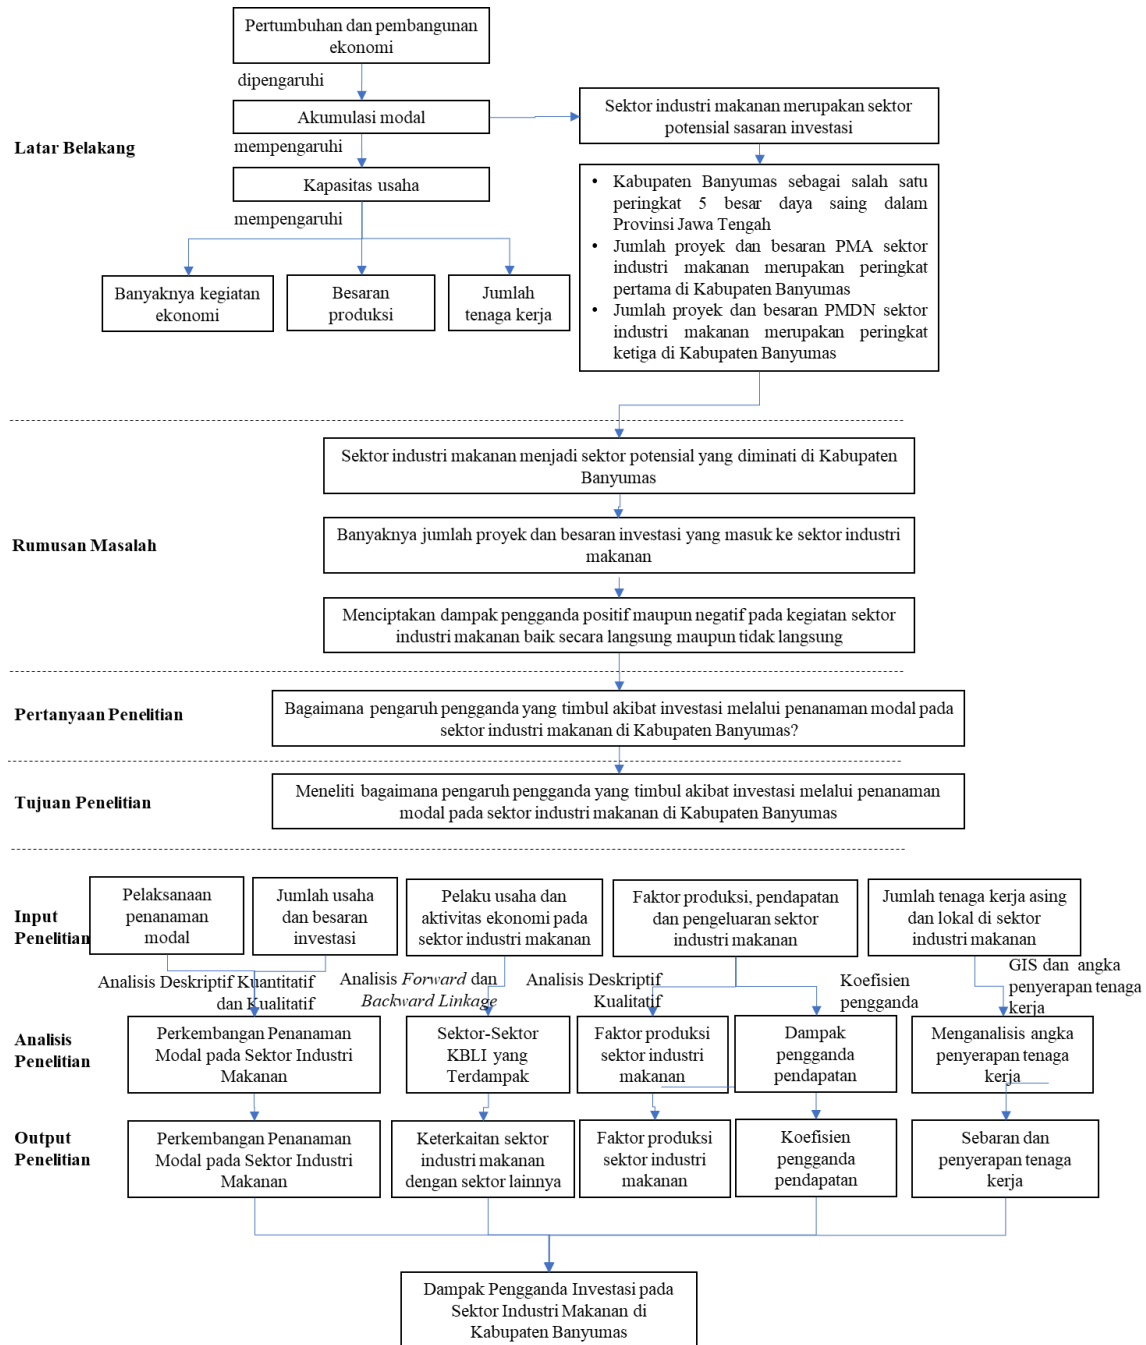 Pertumbuhan dan pembangunan
ekonomi
dipengaruhi
Akumulasi modal
Sektor industri makanan merupakan sektor
potensial sasaran investasi
Latar Belakang
mempengaruhi
Kapasitas usaha
mempengaruhi
Banyaknya kegiatan
ekonomi
Besaran
produksi
Jumlah
tenaga kerja
• Kabupaten Banyumas sebagai salah satu
peringkat 5 besar daya saing dalam
Provinsi Jawa Tengah
• Jumlah proyek dan besaran PMA sektor
industri makanan merupakan peringkat
pertama di Kabupaten Banyumas
• Jumlah proyek dan besaran PMDN sektor
industri makanan merupakan peringkat
ketiga di Kabupaten Banyumas
Sektor industri makanan menjadi sektor potensial yang diminati di Kabupaten
Banyumas
Rumusan Masalah
Banyaknya jumlah proyek dan besaran investasi yang masuk ke sektor industri
makanan
Menciptakan dampak pengganda positif maupun negatif pada kegiatan sektor
industri makanan baik secara langsung maupun tidak langsung
Pertanyaan Penelitian
Bagaimana pengaruh pengganda yang timbul akibat investasi melalui penanaman modal pada
sektor industri makanan di Kabupaten Banyumas?
Tujuan Penelitian
Meneliti bagaimana pengaruh pengganda yang timbul akibat investasi melalui penanaman
modal pada sektor industri makanan di Kabupaten Banyumas
Input
Penelitian
Pelaksanaan
penanaman
modal
Jumlah usaha
dan besaran
investasi
Pelaku usaha dan
aktivitas ekonomi pada
sektor industri makanan
Faktor produksi, pendapatan
dan pengeluaran sektor
industri makanan
Jumlah tenaga kerja asing
dan lokal di sektor
industri makanan
Analisis Deskriptif Kuantitatif
dan Kualitatif
Analisis Forward dan
Backward Linkage
Analisis Deskriptif
Kualitatif
Koefisien
pengganda
GIS dan angka
penyerapan tenaga
kerja
Analisis
Penelitian
Perkembangan Penanaman
Modal pada Sektor Industri
Makanan
Sektor-Sektor
KBLI yang
Terdampak
Faktor produksi
sektor industri
makanan
Dampak
pengganda
pendapatan
Menganalisis angka
penyerapan tenaga
kerja
Output
Penelitian
Perkembangan Penanaman
Modal pada Sektor Industri
Makanan
Keterkaitan sektor
industri makanan
dengan sektor lainnya
Faktor produksi
sektor industri
makanan
Koefisien
pengganda
pendapatan
Sebaran dan
penyerapan tenaga
kerja
Dampak Pengganda Investasi pada
Sektor Industri Makanan di
Kabupaten Banyumas